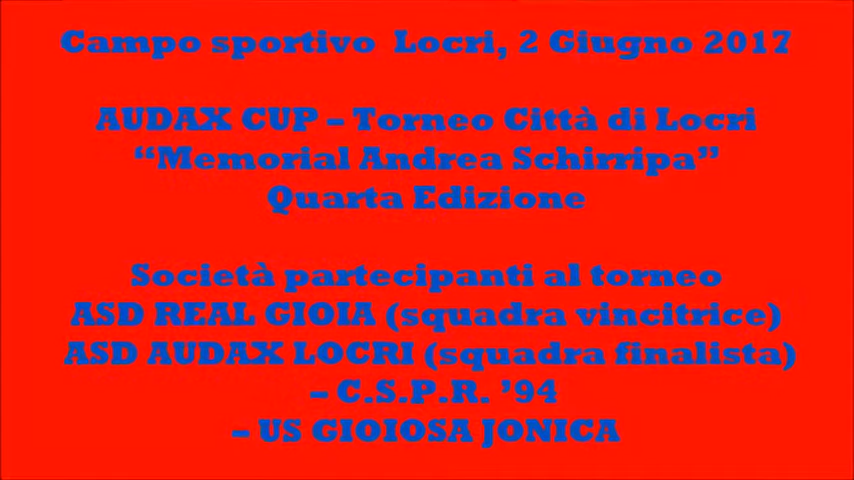 Campo sportivo Locri, 2 Giugno 2017
AUDAX CUP – Torneo Città di Locri
“Memorial Andrea Schirripa”
Quarta Edizione
Società partecipanti al torneo
ASD REAL GIOIA (squadra vincitrice)
ASD AUDAX LOCRI (squadra finalista)
– C.S.P.R. ’94
– US GIOIOSA JONICA